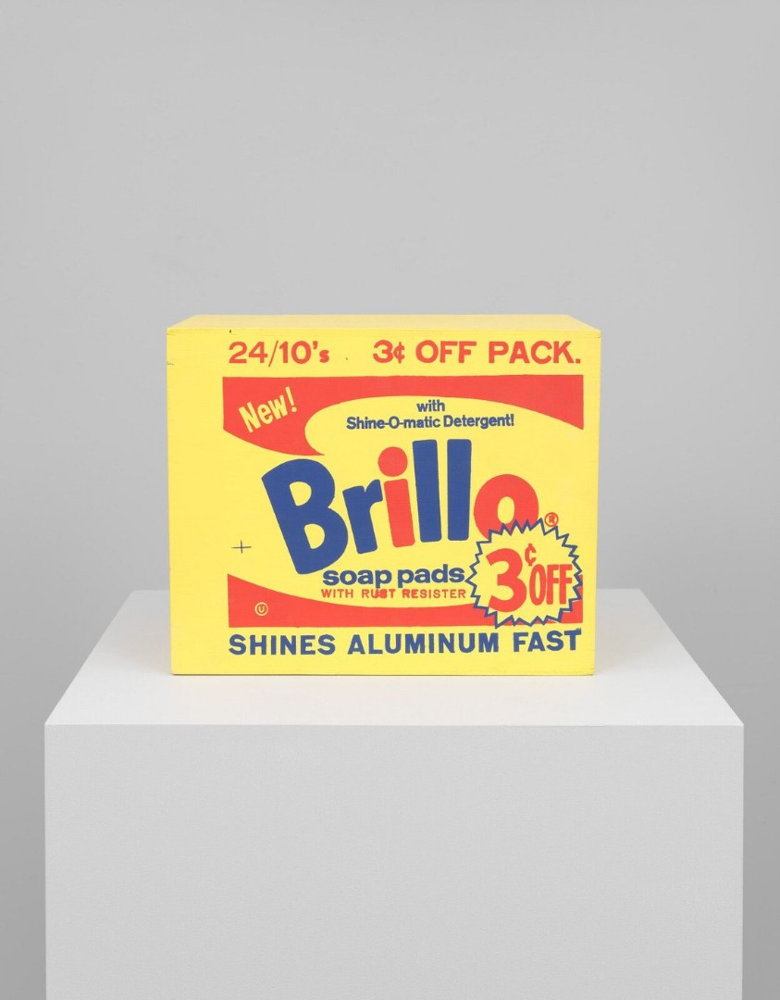 24/10's 3¢ OFF PACK.
New!
with
Shine-O-matic Detergent!
Brillo®
soap pads
WITH RUST RESISTER
3¢ OFF
Ⓤ
SHINES ALUMINUM FAST